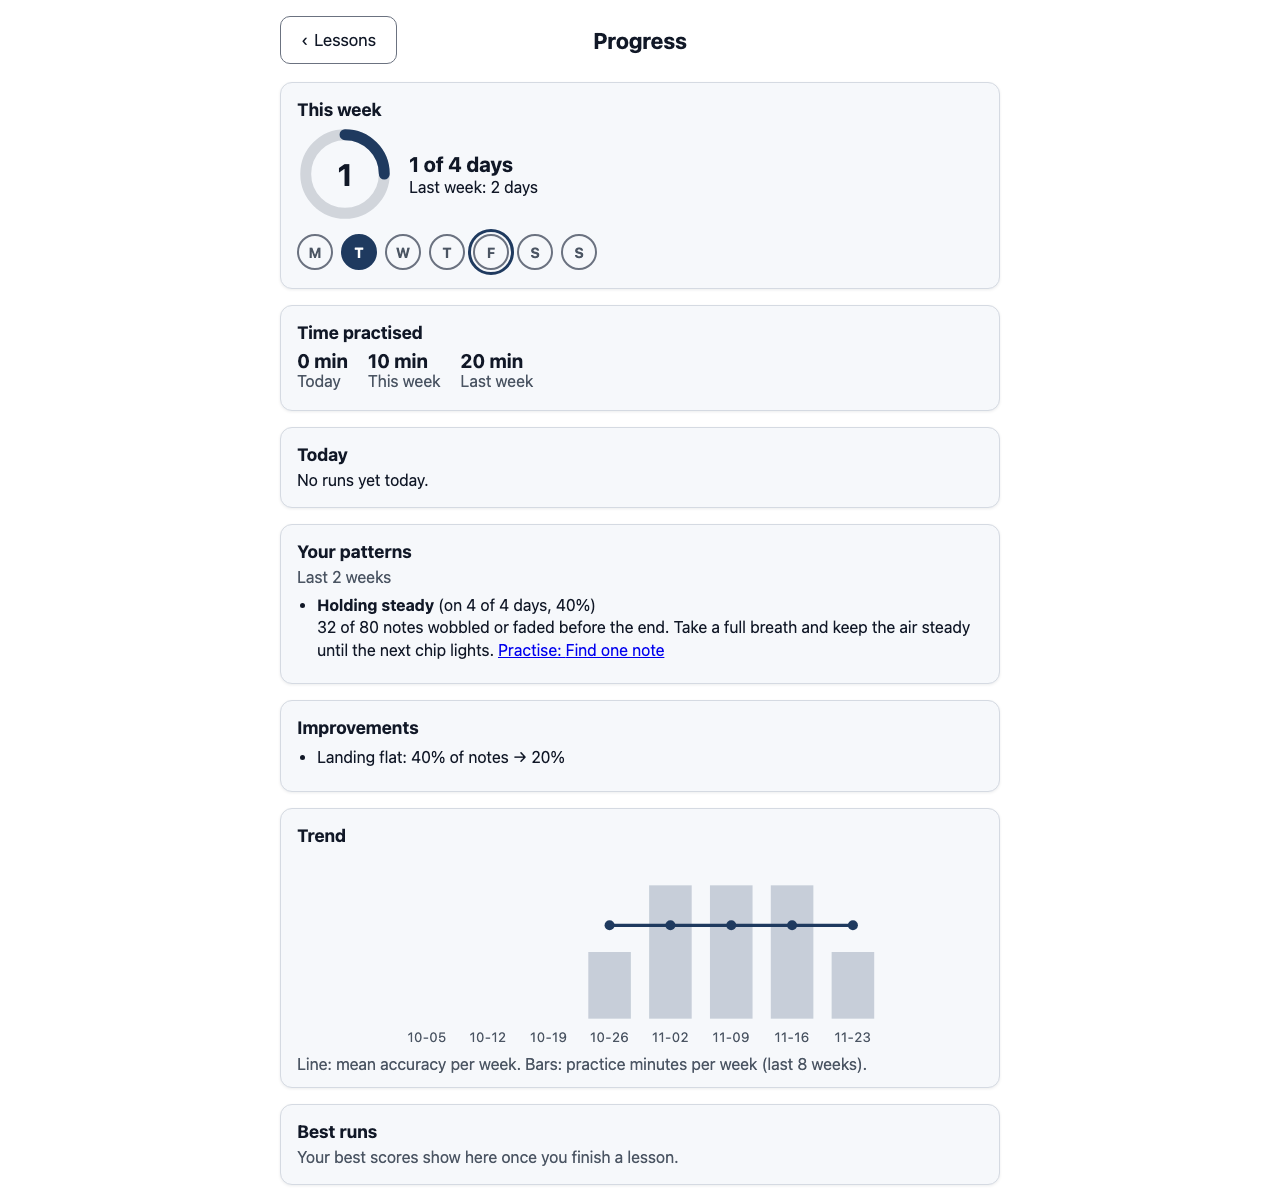 ‹ Lessons
Progress
This week
1
1 of 4 days
Last week: 2 days
M T W T F S S
Time practised
0 min 10 min 20 min
Today This week Last week
Today
No runs yet today.
Your patterns
Last 2 weeks
• Holding steady (on 4 of 4 days, 40%)
32 of 80 notes wobbled or faded before the end. Take a full breath and keep the air steady
until the next chip lights. Practise: Find one note
Improvements
• Landing flat: 40% of notes → 20%
Trend
10-05 10-12 10-19 10-26 11-02 11-09 11-16 11-23
Line: mean accuracy per week. Bars: practice minutes per week (last 8 weeks).
Best runs
Your best scores show here once you finish a lesson.